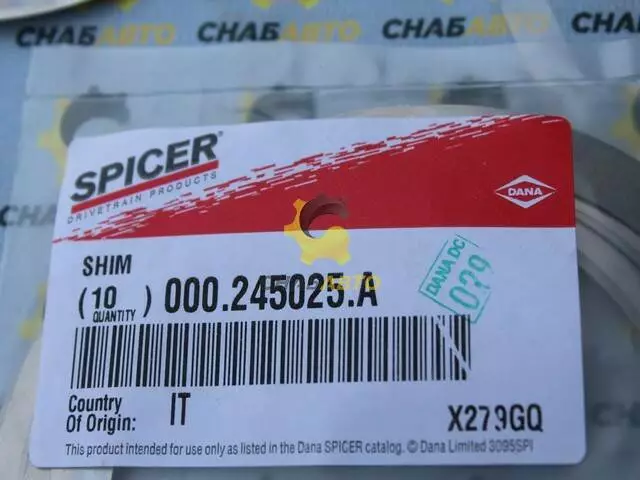 СНАБАВТО СНАБАВТО СНАБАВТО
SPICER®
DRIVETRAIN PRODUCTS
DANA
SHIM
(10) 000.245025.A
QUANTITY
СНАБАВТО
DANA DC
029
Country
Of Origin: IT
X279GQ
This product intended for use only as listed in the Dana SPICER catalog. © Dana Limited 3095SPI